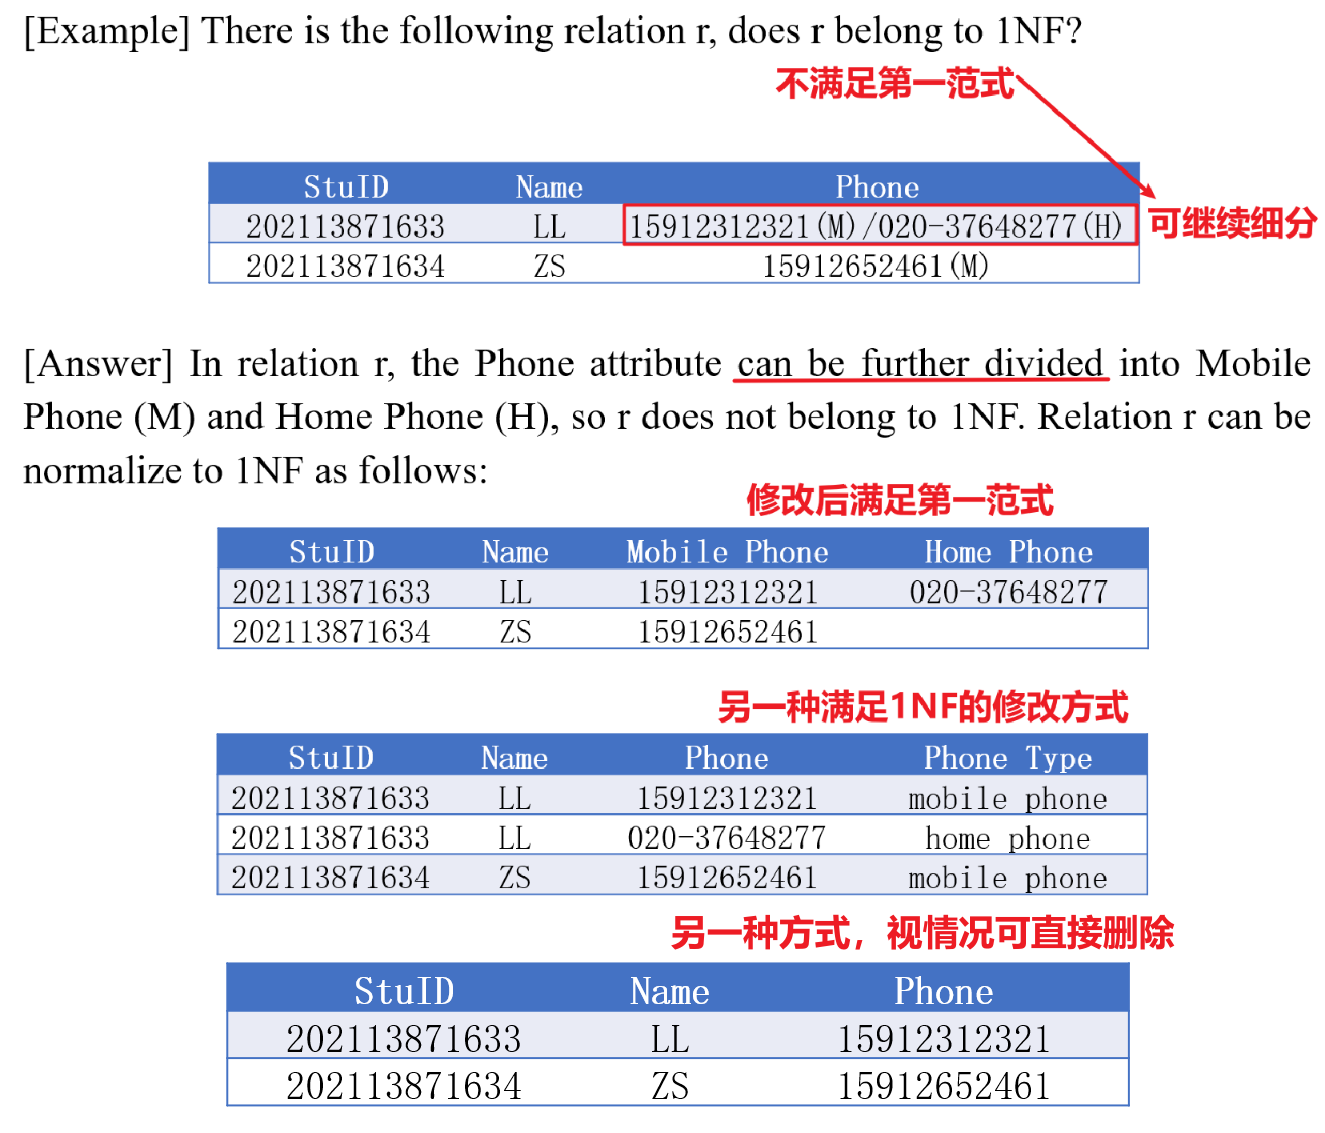 [Example] There is the following relation r, does r belong to 1NF?
不满足第一范式
StuID Name Phone
202113871633 LL 15912312321(M)/020-37648277(H) 可继续细分
202113871634 ZS 15912652461(M)
[Answer] In relation r, the Phone attribute can be further divided into Mobile
Phone (M) and Home Phone (H), so r does not belong to 1NF. Relation r can be
normalize to 1NF as follows:
修改后满足第一范式
StuID Name Mobile Phone Home Phone
202113871633 LL 15912312321 020-37648277
202113871634 ZS 15912652461
另一种满足1NF的修改方式
StuID Name Phone Phone Type
202113871633 LL 15912312321 mobile phone
202113871633 LL 020-37648277 home phone
202113871634 ZS 15912652461 mobile phone
另一种方式，视情况可直接删除
StuID Name Phone
202113871633 LL 15912312321
202113871634 ZS 15912652461